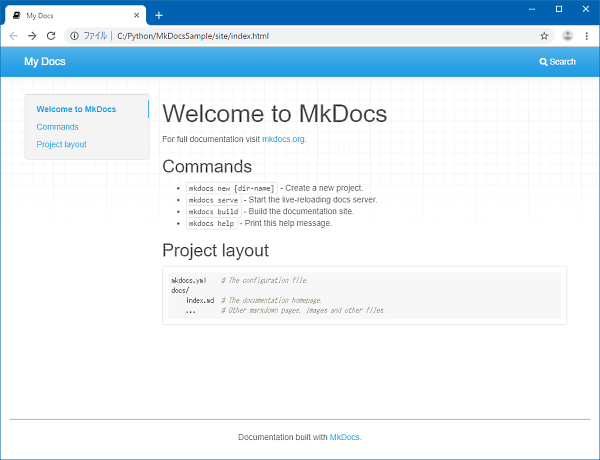 My Docs
ファイル | C:/Python/MkDocsSample/site/index.html
My Docs
Search
Welcome to MkDocs
Commands
Project layout
Welcome to MkDocs
For full documentation visit mkdocs.org.
Commands
mkdocs new [dir-name] - Create a new project.
mkdocs serve - Start the live-reloading docs server.
mkdocs build - Build the documentation site.
mkdocs help - Print this help message.
Project layout
mkdocs.yml    # The configuration file.
docs/
    index.md  # The documentation homepage.
    ...       # Other markdown pages, images and other files.
Documentation built with MkDocs.